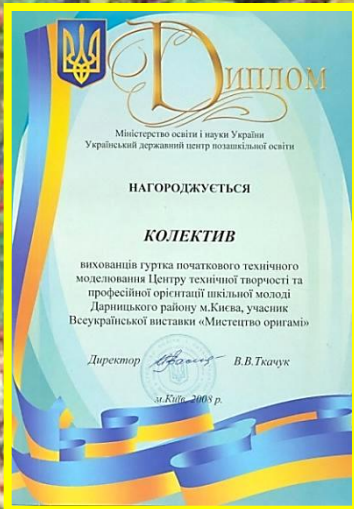 Диплом
Міністерство освіти і науки України
Український державний центр позашкільної освіти
НАГОРОДЖУЄТЬСЯ
КОЛЕКТИВ
вихованців гуртка початкового технічного
моделювання Центру технічної творчості та
професійної орієнтації шкільної молоді
Дарницького району м.Києва, учасник
Всеукраїнської виставки «Мистецтво оригамі»
Директор В.В.Ткачук
м.Київ, 2008 р.